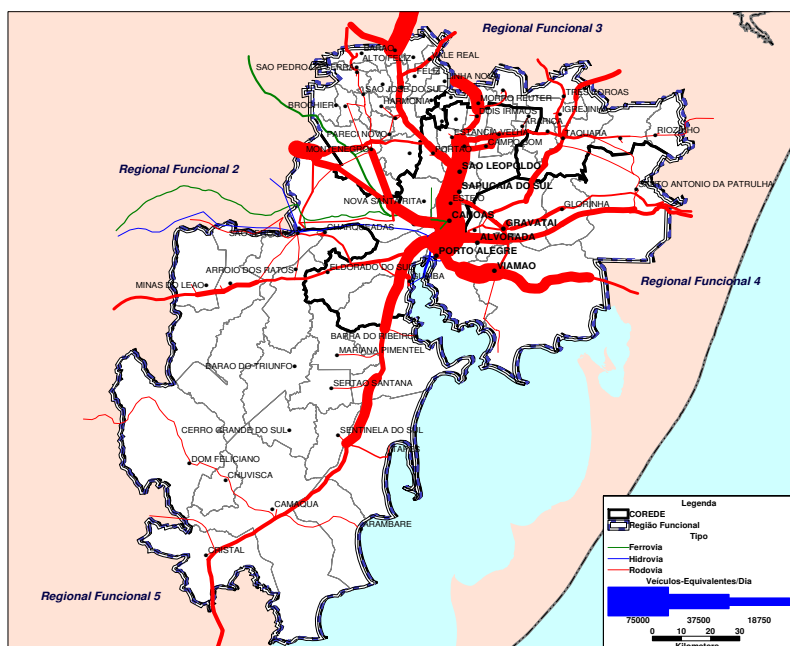 Regional Funcional 3
BARAO
ALTO FELIZ
VALE REAL
SAO PEDRO DA SERRA
FELIZ
LINHA NOVA
SAO JOSE DO SUL
HARMONIA
BROCHIER
MORRO REUTER
TRES COROAS
DOIS IRMAOS
IGREJINHA
ARARICA
PARECI NOVO
ESTANCIA VELHA
TAQUARA
RIOZINHO
MONTENEGRO
PORTAO
CAMPO BOM
Regional Funcional 2
SAO LEOPOLDO
SAPUCAIA DO SUL
SANTO ANTONIO DA PATRULHA
NOVA SANTA RITA
ESTEIO
GLORINHA
CANOAS
GRAVATAI
SAO JERONIMO
CHARQUEADAS
ALVORADA
PORTO ALEGRE
ARROIO DOS RATOS
ELDORADO DO SUL
VIAMAO
Regional Funcional 4
MINAS DO LEAO
GUAIBA
BARRA DO RIBEIRO
MARIANA PIMENTEL
BARAO DO TRIUNFO
SERTAO SANTANA
CERRO GRANDE DO SUL
SENTINELA DO SUL
TAPES
DOM FELICIANO
CHUVISCA
CAMAQUA
ARAMBARE
CRISTAL
Regional Funcional 5
Legenda
COREDE
Região Funcional
Tipo
Ferrovia
Hidrovia
Rodovia
Veículos-Equivalentes/Dia
75000 37500 18750
0 10 20 30
Kilometers